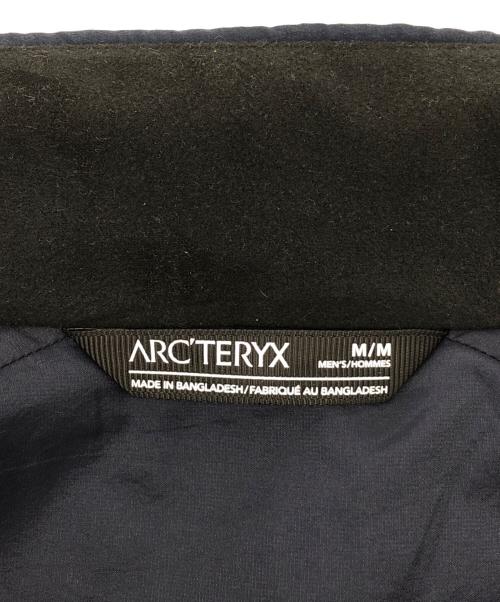 ARC'TERYX
M/M
MEN'S/HOMMES
MADE IN BANGLADESH/FABRIQUÉ AU BANGLADESH